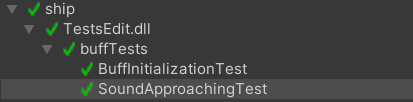 ship
TestsEdit.dll
buffTests
BuffInitializationTest
SoundApproachingTest